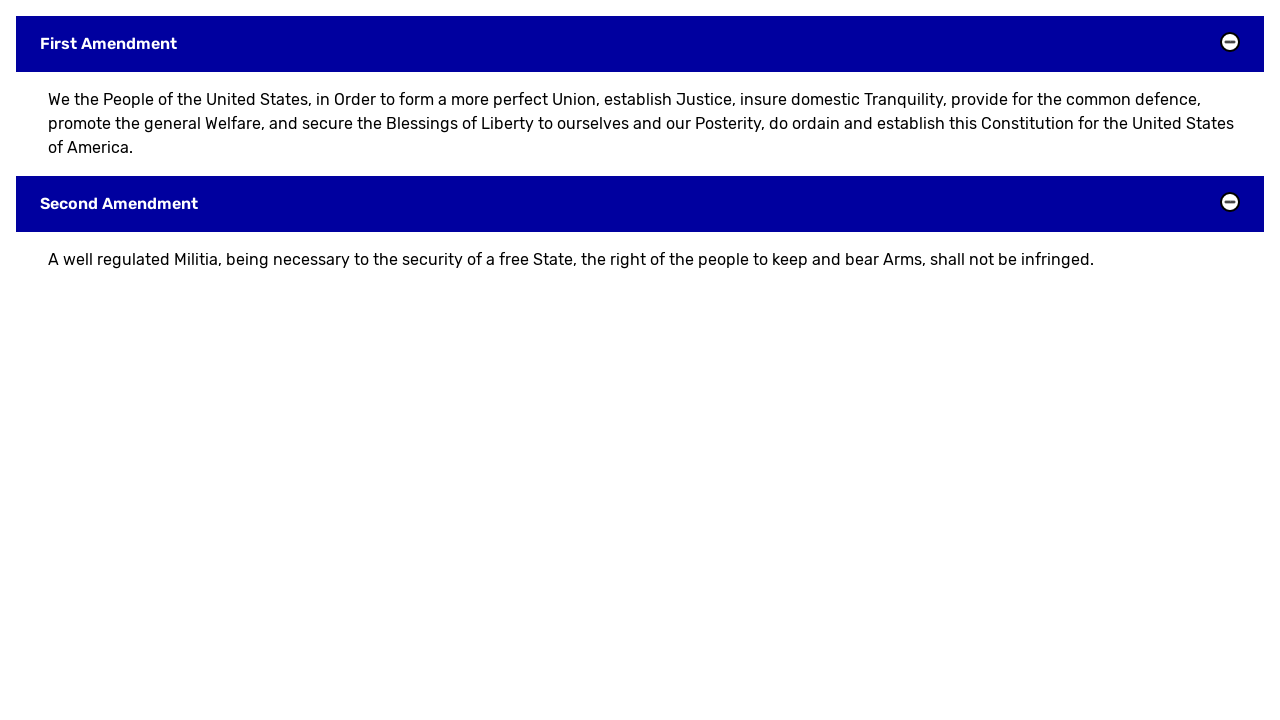 First Amendment
We the People of the United States, in Order to form a more perfect Union, establish Justice, insure domestic Tranquility, provide for the common defence,
promote the general Welfare, and secure the Blessings of Liberty to ourselves and our Posterity, do ordain and establish this Constitution for the United States
of America.
Second Amendment
A well regulated Militia, being necessary to the security of a free State, the right of the people to keep and bear Arms, shall not be infringed.